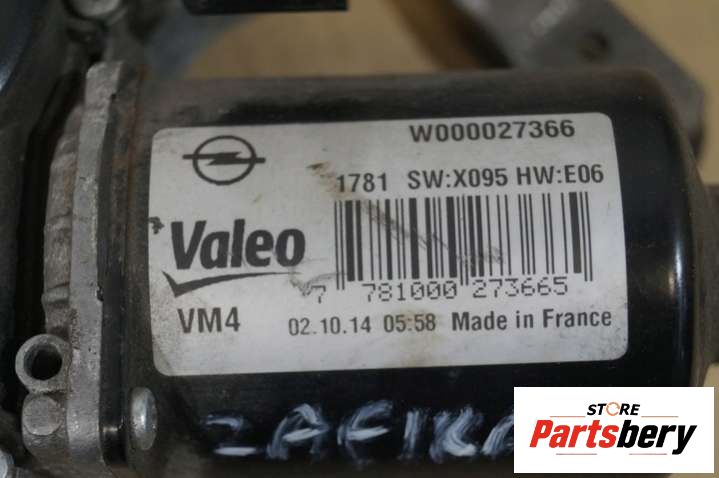 W000027366
1781 SW:X095 HW:E06
Valeo
7 781000 273665
VM4
02.10.14 05:58 Made in France
STORE
Partsbery